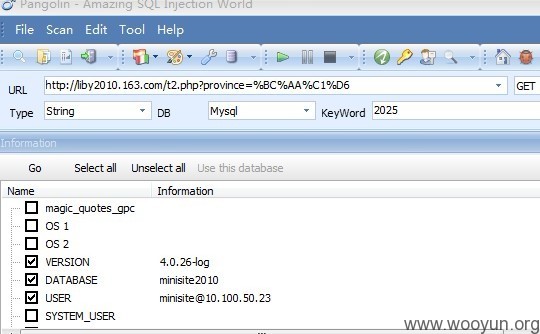 Pangolin - Amazing SQL Injection World
File Scan Edit Tool Help
URL http://liby2010.163.com/t2.php?province=%BC%AA%C1%D6 GET
Type String DB Mysql KeyWord 2025
Information
Go Select all Unselect all Use this database
Name Information
magic_quotes_gpc
OS 1
OS 2
VERSION 4.0.26-log
DATABASE minisite2010
USER minisite@10.100.50.23
SYSTEM_USER
www.wooyun.org